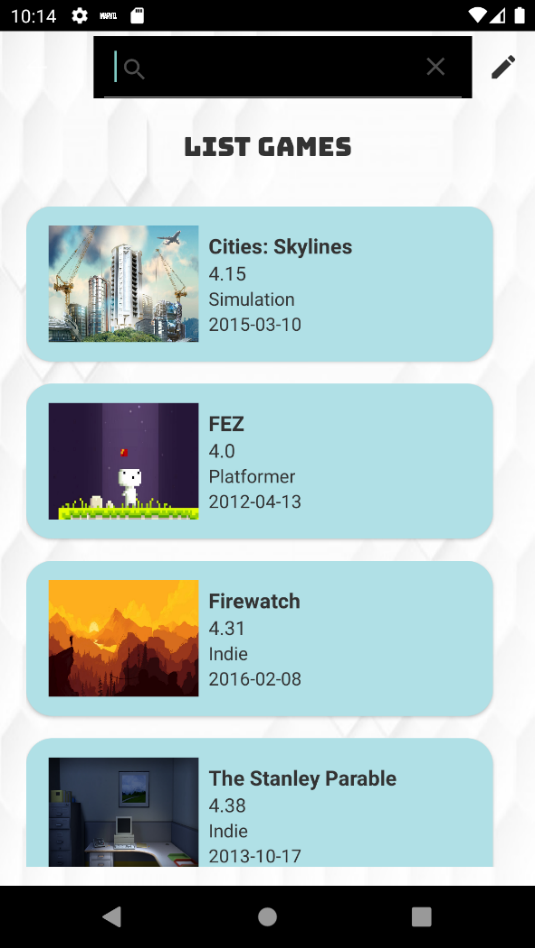 10:14
MARVEL
LIST GAMES
Cities: Skylines
4.15
Simulation
2015-03-10
FEZ
4.0
Platformer
2012-04-13
Firewatch
4.31
Indie
2016-02-08
The Stanley Parable
4.38
Indie
2013-10-17